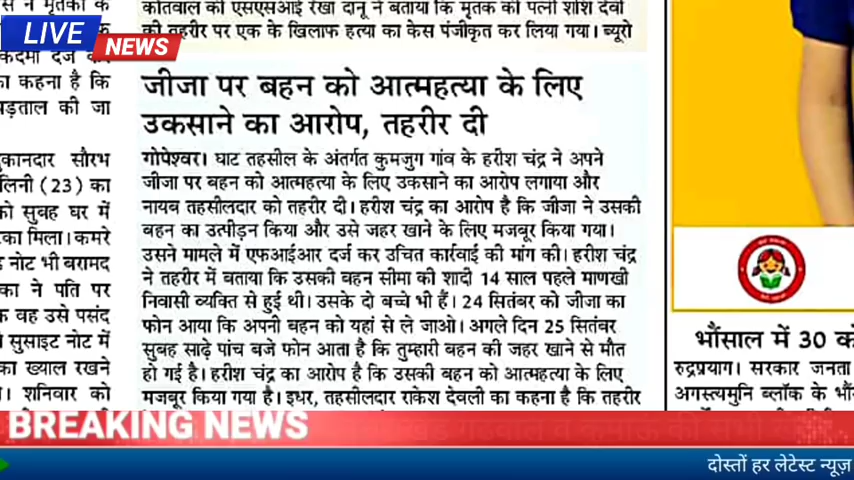 LIVE
NEWS
कोतवाल की एसएसआई रेखा दानू ने बताया कि मृतक की पत्नी शशि देवी
की तहरीर पर एक के खिलाफ हत्या का केस पंजीकृत कर लिया गया। ब्यूरो
का कहना है कि
पड़ताल की जा
दुकानदार सौरभ
लिनी (23) का
को सुबह घर में
का मिला। कमरे
नोट भी बरामद
का ने पति पर
वह उसे पसंद
सुसाइट नोट में
का ख्याल रखने
। शनिवार को
जीजा पर बहन को आत्महत्या के लिए
उकसाने का आरोप, तहरीर दी
गोपेश्वर। घाट तहसील के अंतर्गत कुमजुग गांव के हरीश चंद्र ने अपने
जीजा पर बहन को आत्महत्या के लिए उकसाने का आरोप लगाया और
नायब तहसीलदार को तहरीर दी। हरीश चंद्र का आरोप है कि जीजा ने उसकी
बहन का उत्पीड़न किया और उसे जहर खाने के लिए मजबूर किया गया।
उसने मामले में एफआईआर दर्ज कर उचित कार्रवाई की मांग की। हरीश चंद्र
ने तहरीर में बताया कि उसकी बहन सीमा की शादी 14 साल पहले माणखी
निवासी व्यक्ति से हुई थी। उसके दो बच्चे भी हैं। 24 सितंबर को जीजा का
फोन आया कि अपनी बहन को यहां से ले जाओ। अगले दिन 25 सितंबर
सुबह साढ़े पांच बजे फोन आता है कि तुम्हारी बहन की जहर खाने से मौत
हो गई है। हरीश चंद्र का आरोप है कि उसकी बहन को आत्महत्या के लिए
मजबूर किया गया है। इधर, तहसीलदार राकेश देवली का कहना है कि तहरीर
भौंसाल में 30 को
रुद्रप्रयाग। सरकार जनता
अगस्त्यमुनि ब्लॉक के भौं
BREAKING NEWS
दोस्तों हर लेटेस्ट न्यूज़